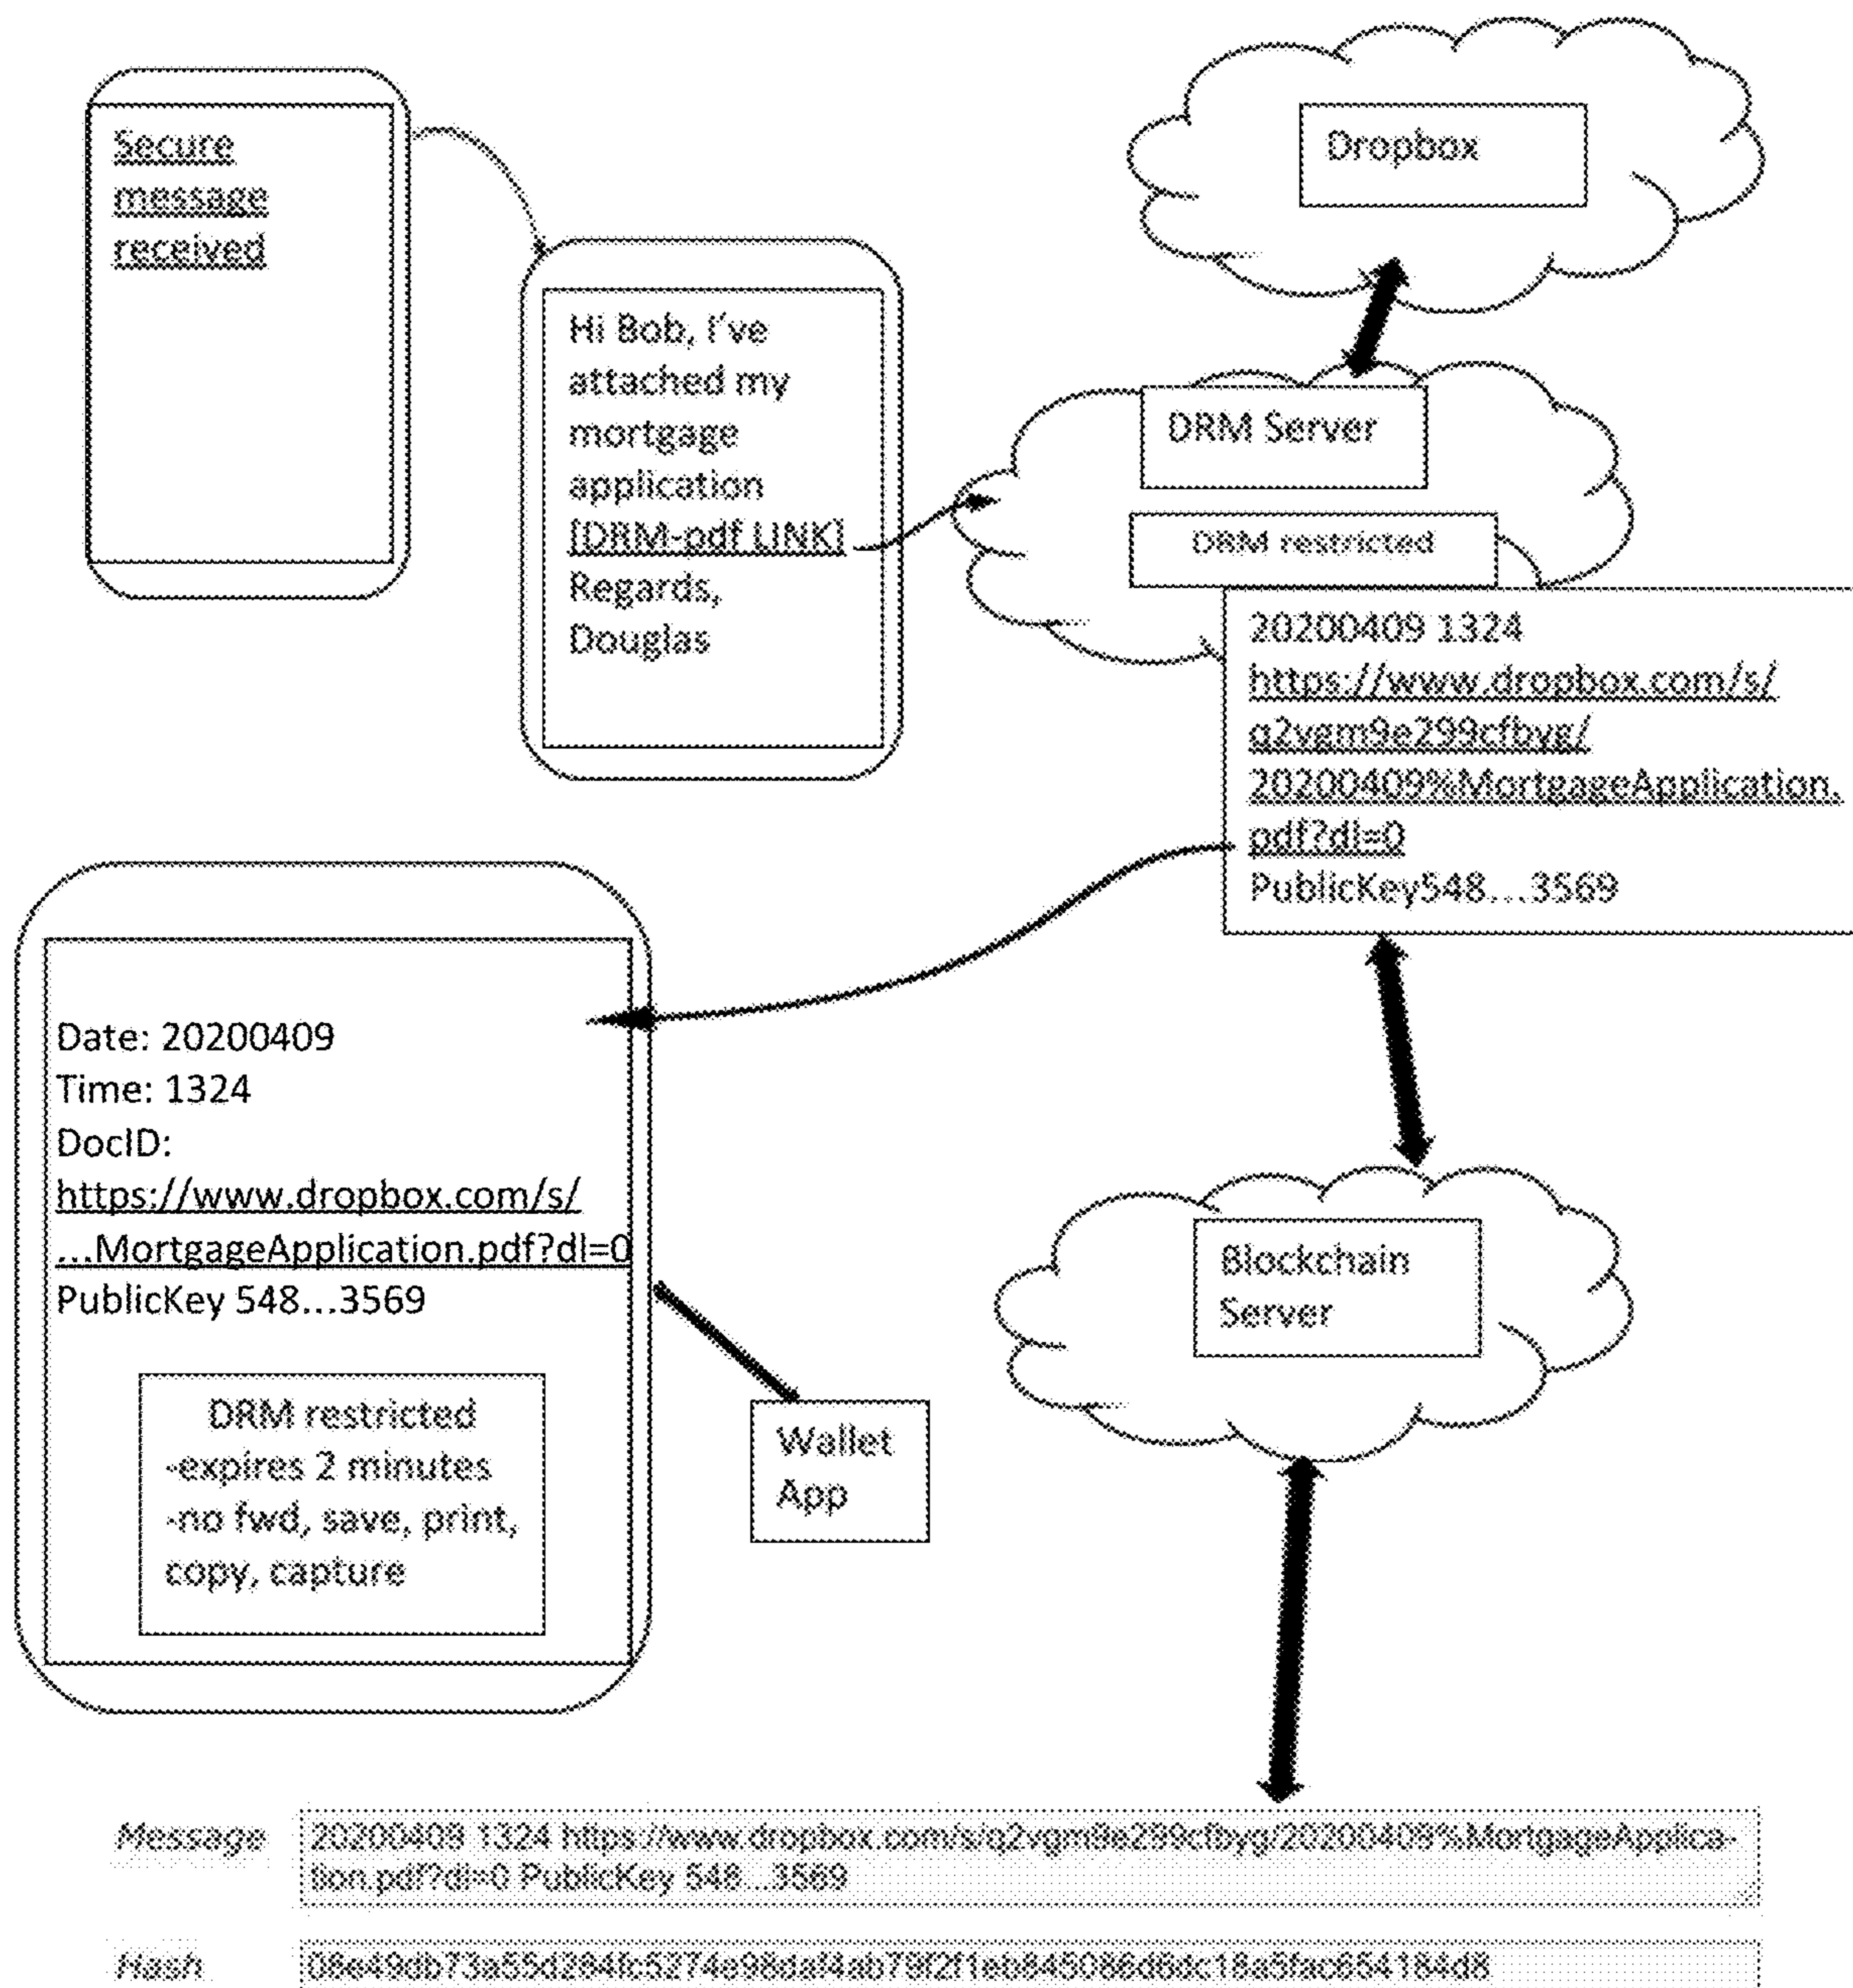 Secure
message
received
Hi Bob, I've
attached my
mortgage
application
[DRM-pdf LINK]
Regards,
Douglas
Dropbox
DRM Server
DRM restricted
20200409 1324
https://www.dropbox.com/s/
q2vgm9e299cfbyg/
20200409%MortgageApplication.
pdf?dl=0
PublicKey548...3569
Date: 20200409
Time: 1324
DocID:
https://www.dropbox.com/s/
...MortgageApplication.pdf?dl=0
PublicKey 548...3569
DRM restricted
-expires 2 minutes
-no fwd, save, print,
copy, capture
Wallet
App
Blockchain
Server
Message
20200409 1324 https://www.dropbox.com/s/q2vgm9e299cfbyg/20200409%MortgageApplica-
tion.pdf?dl=0 PublicKey 548...3569
Hash